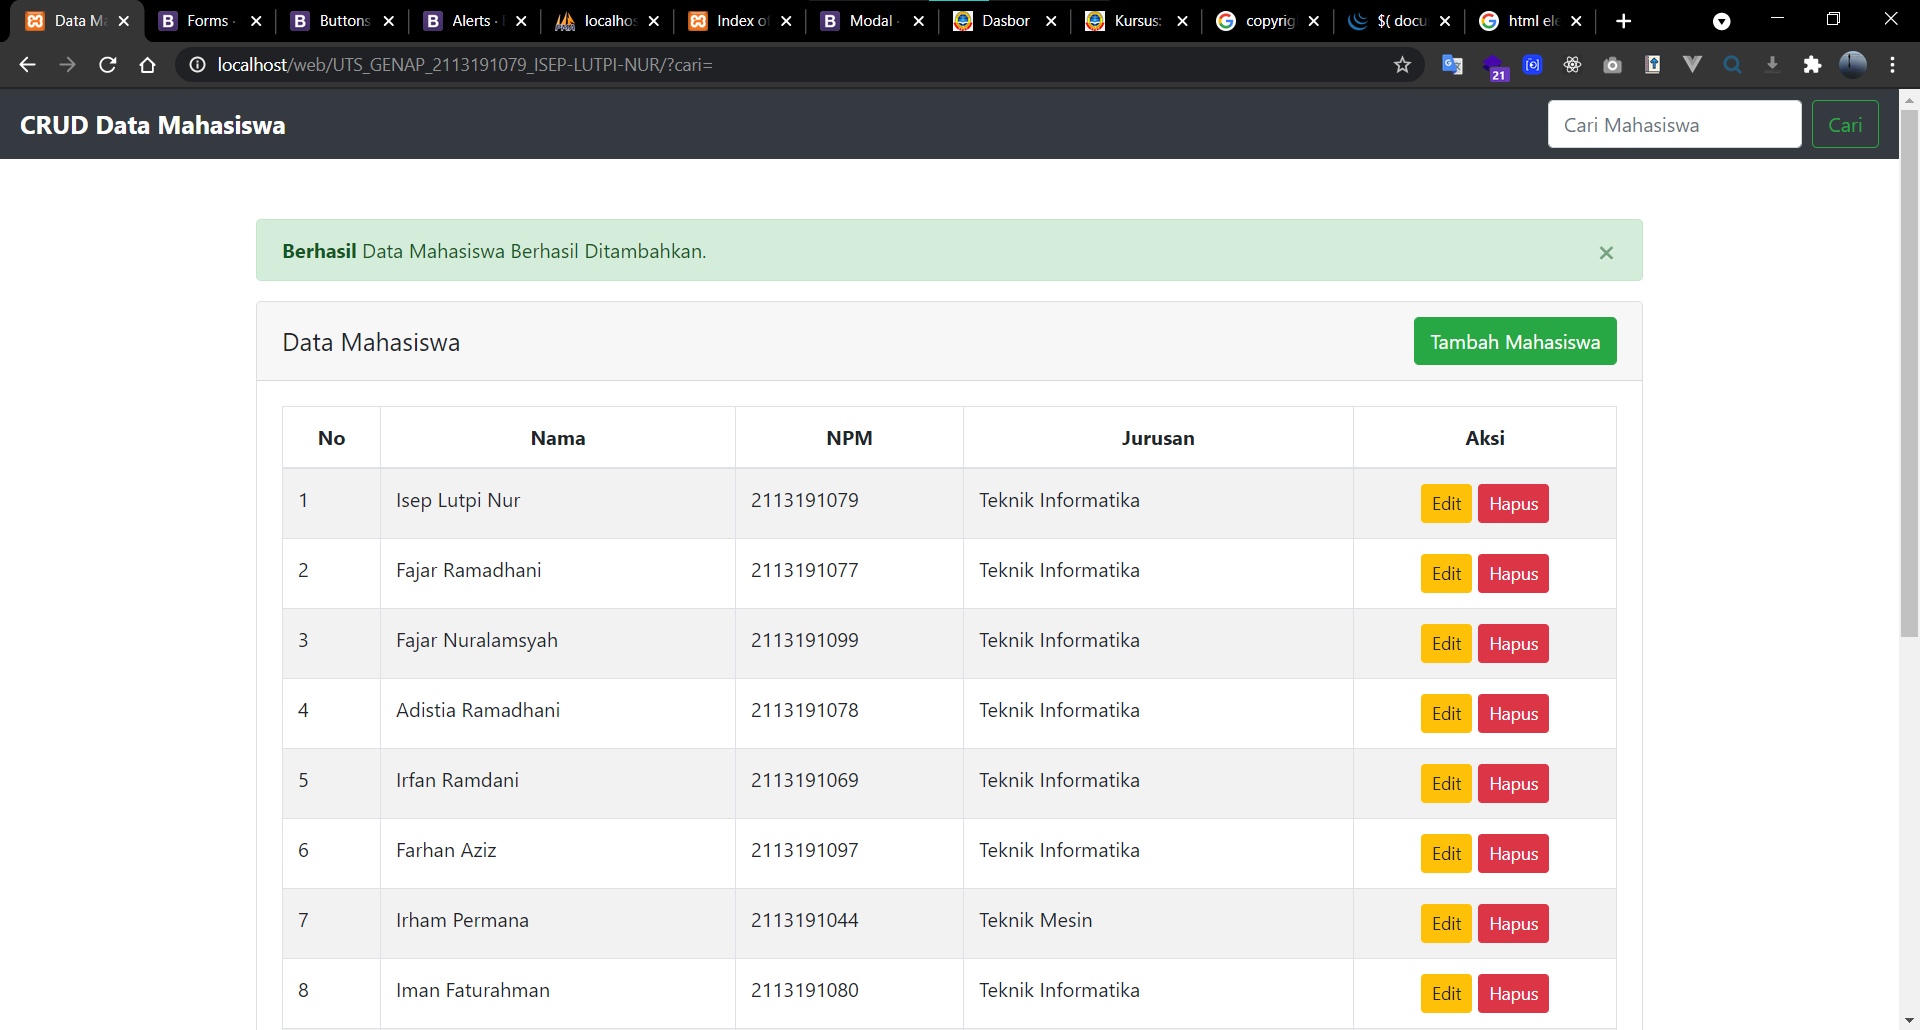 Data Ma
Forms ·
Buttons
Alerts ·
localhos
Index of
Modal ·
Dasbor
Kursus:
copyrig
$( docu
html ele
localhost/web/UTS_GENAP_2113191079_ISEP-LUTPI-NUR/?cari=
21
CRUD Data Mahasiswa
Cari Mahasiswa
Cari
Berhasil Data Mahasiswa Berhasil Ditambahkan.
×
Data Mahasiswa
Tambah Mahasiswa
No Nama NPM Jurusan Aksi
1 Isep Lutpi Nur 2113191079 Teknik Informatika Edit Hapus
2 Fajar Ramadhani 2113191077 Teknik Informatika Edit Hapus
3 Fajar Nuralamsyah 2113191099 Teknik Informatika Edit Hapus
4 Adistia Ramadhani 2113191078 Teknik Informatika Edit Hapus
5 Irfan Ramdani 2113191069 Teknik Informatika Edit Hapus
6 Farhan Aziz 2113191097 Teknik Informatika Edit Hapus
7 Irham Permana 2113191044 Teknik Mesin Edit Hapus
8 Iman Faturahman 2113191080 Teknik Informatika Edit Hapus